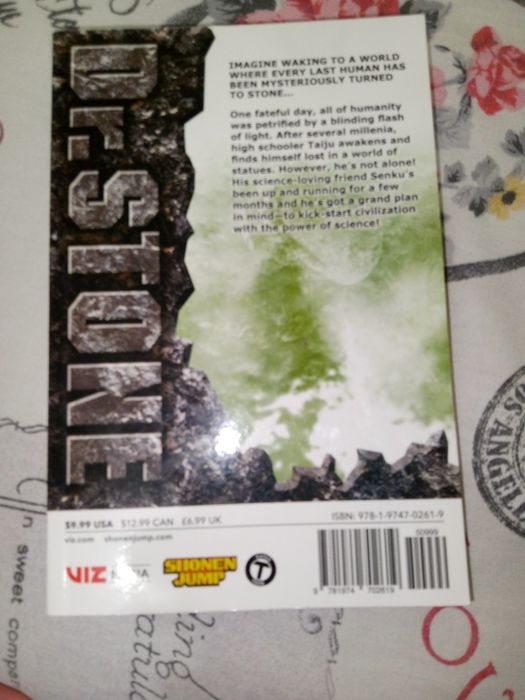 Dr.STONE
IMAGINE WAKING TO A WORLD
WHERE EVERY LAST HUMAN HAS
BEEN MYSTERIOUSLY TURNED
TO STONE...
One fateful day, all of humanity
was petrified by a blinding flash
of light. After several millenia,
high schooler Taiju awakens and
finds himself lost in a world of
statues. However, he's not alone!
His science-loving friend Senku's
been up and running for a few
months and he's got a grand plan
in mind—to kick-start civilization
with the power of science!
$9.99 USA $12.99 CAN £6.99 UK
ISBN: 978-1-9747-0261-9
viz.com shonenjump.com
50999
VIZ MEDIA
SHONEN
JUMP
T
9 781974 702619
n sweet compa
S ANGE